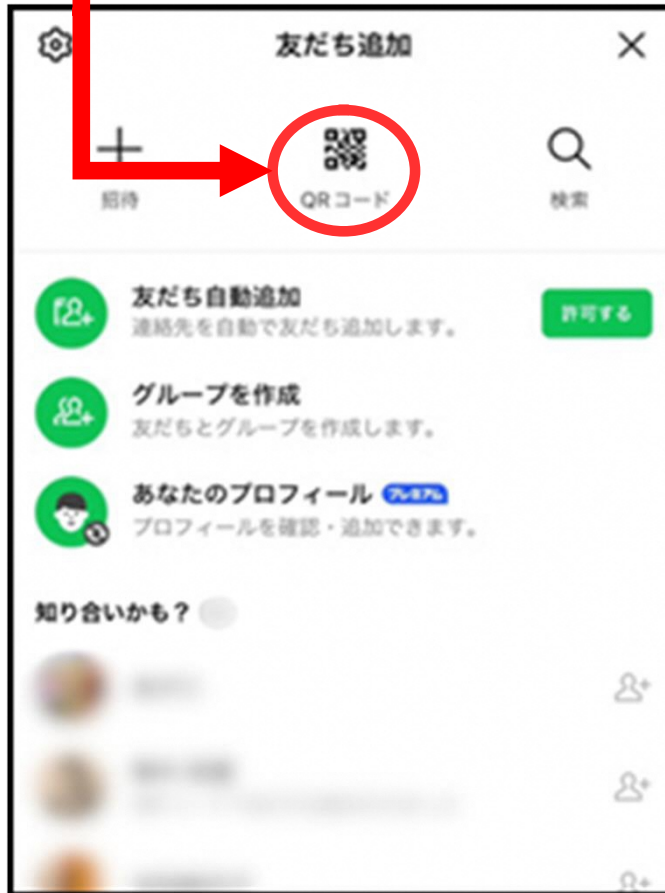 友だち追加
招待
QRコード
検索
友だち自動追加
連絡先を自動で友だち追加します。
許可する
グループを作成
友だちとグループを作成します。
あなたのプロフィール プレミアム
プロフィールを確認・追加できます。
知り合いかも？